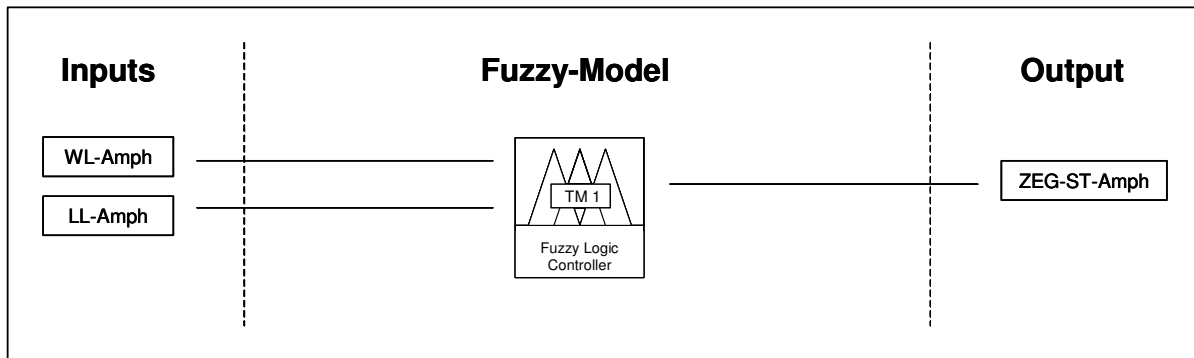 Inputs
Fuzzy-Model
Output
WL-Amph
LL-Amph
TM 1
Fuzzy Logic
Controller
ZEG-ST-Amph